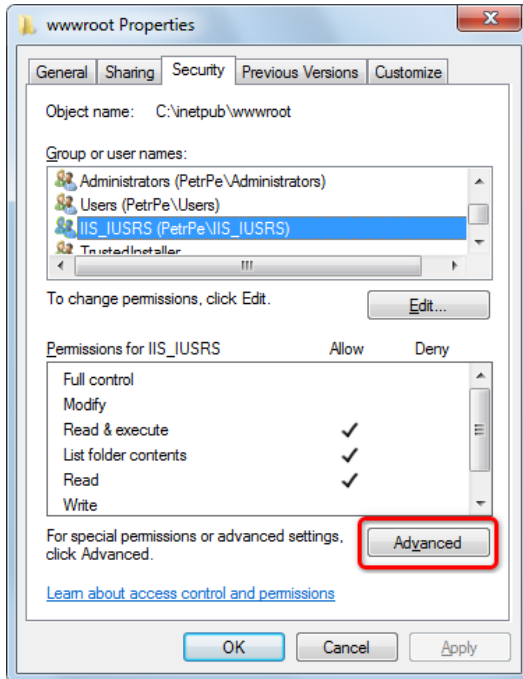 wwwroot Properties
General Sharing Security Previous Versions Customize
Object name: C:\inetpub\wwwroot
Group or user names:
Administrators (PetrPe\Administrators)
Users (PetrPe\Users)
IIS_IUSRS (PetrPe\IIS_IUSRS)
TrustedInstaller
To change permissions, click Edit.
Edit...
Permissions for IIS_IUSRS Allow Deny
Full control
Modify
Read & execute
List folder contents
Read
Write
For special permissions or advanced settings,
click Advanced.
Advanced
Learn about access control and permissions
OK Cancel Apply